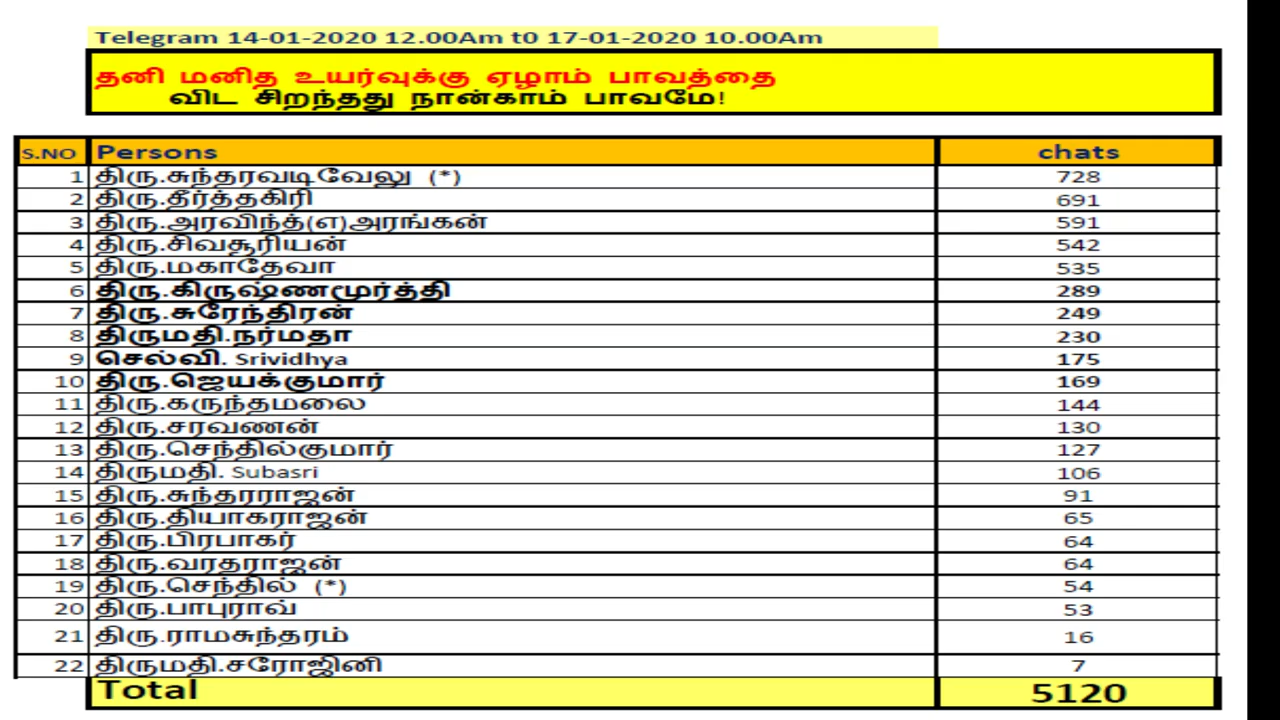 Telegram 14-01-2020 12.00Am t0 17-01-2020 10.00Am
தனி மனித உயர்வுக்கு ஏழாம் பாவத்தை
விட சிறந்தது நான்காம் பாவமே!
S.NO Persons chats
1 திரு.சுந்தரவடிவேலு (*) 728
2 திரு.தீர்த்தகிரி 691
3 திரு.அரவிந்த்(எ)அரங்கன் 591
4 திரு.சிவசூரியன் 542
5 திரு.மகாதேவா 535
6 திரு.கிருஷ்ணமூர்த்தி 289
7 திரு.சுரேந்திரன் 249
8 திருமதி.நர்மதா 230
9 செல்வி. Srividhya 175
10 திரு.ஜெயக்குமார் 169
11 திரு.கருந்தமலை 144
12 திரு.சரவணன் 130
13 திரு.செந்தில்குமார் 127
14 திருமதி. Subasri 106
15 திரு.சுந்தரராஜன் 91
16 திரு.தியாகராஜன் 65
17 திரு.பிரபாகர் 64
18 திரு.வரதராஜன் 64
19 திரு.செந்தில் (*) 54
20 திரு.பாபுராவ் 53
21 திரு.ராமசுந்தரம் 16
22 திருமதி.சரோஜினி 7
Total 5120